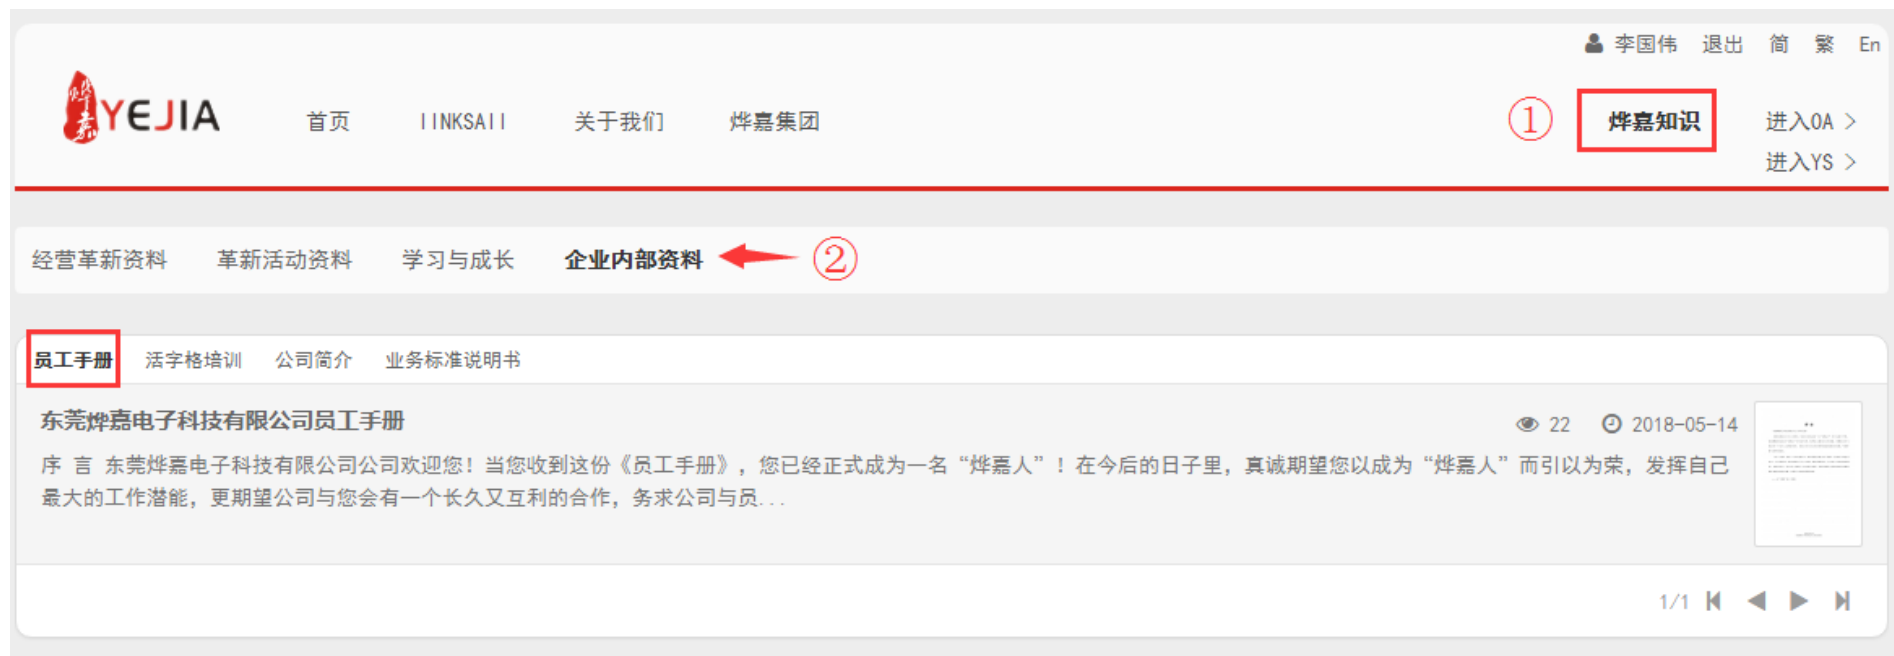 李国伟 退出 简 繁 En
烨嘉 YEJIA 首页 IINKSAII 关于我们 烨嘉集团 ① 烨嘉知识 进入OA >
进入YS >
经营革新资料 革新活动资料 学习与成长 企业内部资料 ②
员工手册 活字格培训 公司简介 业务标准说明书
东莞烨嘉电子科技有限公司员工手册 22 2018-05-14
序 言 东莞烨嘉电子科技有限公司公司欢迎您！当您收到这份《员工手册》，您已经正式成为一名“烨嘉人”！在今后的日子里，真诚期望您以成为“烨嘉人”而引以为荣，发挥自己
最大的工作潜能，更期望公司与您会有一个长久又互利的合作，务求公司与员...
1/1